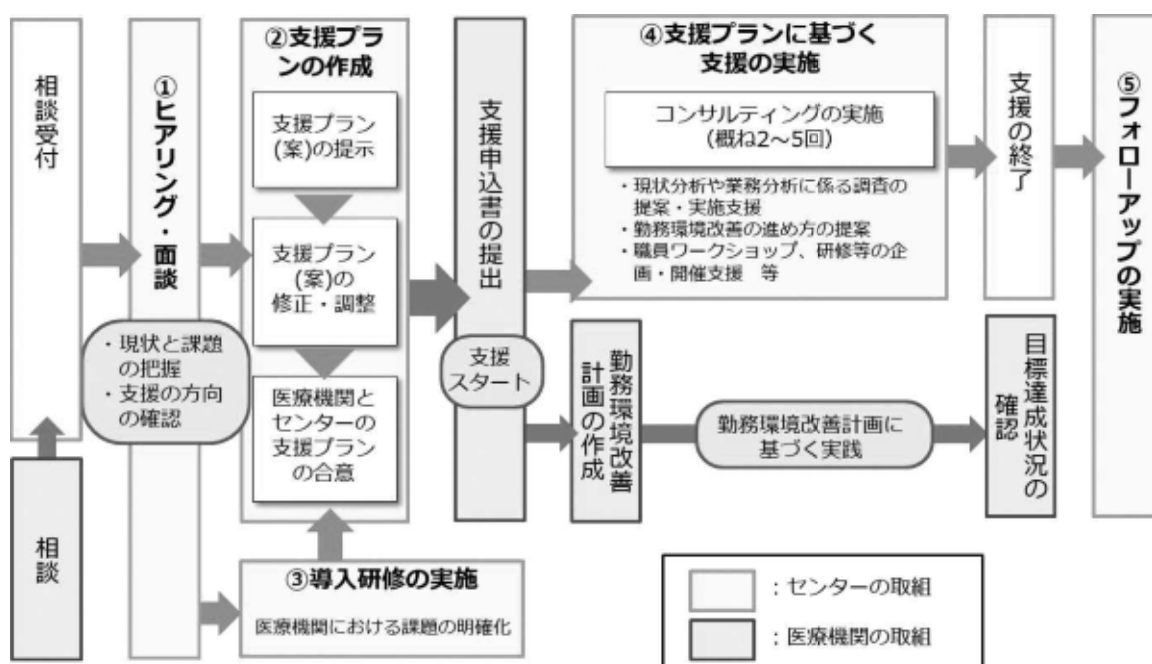 相談受付
相談
①ヒアリング・面談
・現状と課題
の把握
・支援の方向
の確認
②支援プラ
ンの作成
支援プラン
(案)の提示
支援プラン
(案)の
修正・調整
医療機関と
センターの
支援プラン
の合意
③導入研修の実施
医療機関における課題の明確化
支援申込書の提出
支援
スタート
④支援プランに基づく
支援の実施
コンサルティングの実施
(概ね2～5回)
・現状分析や業務分析に係る調査の
提案・実施支援
・勤務環境改善の進め方の提案
・職員ワークショップ、研修等の企
画・開催支援 等
勤務環境改善
計画の作成
勤務環境改善計画に
基づく実践
支援の終了
目標達成状況の
確認
⑤フォローアップの実施
：センターの取組
：医療機関の取組